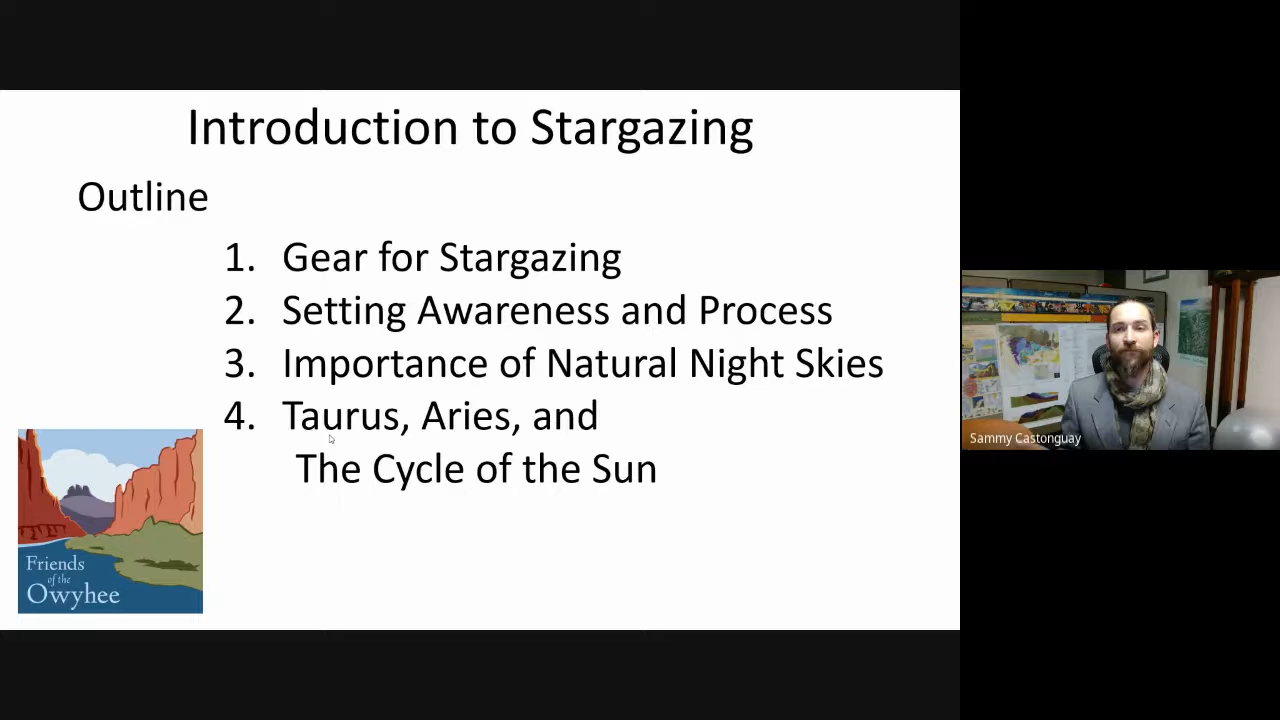 Introduction to Stargazing
Outline
1. Gear for Stargazing
2. Setting Awareness and Process
3. Importance of Natural Night Skies
4. Taurus, Aries, and
The Cycle of the Sun
Friends
of the
Owyhee
Sammy Castonguay